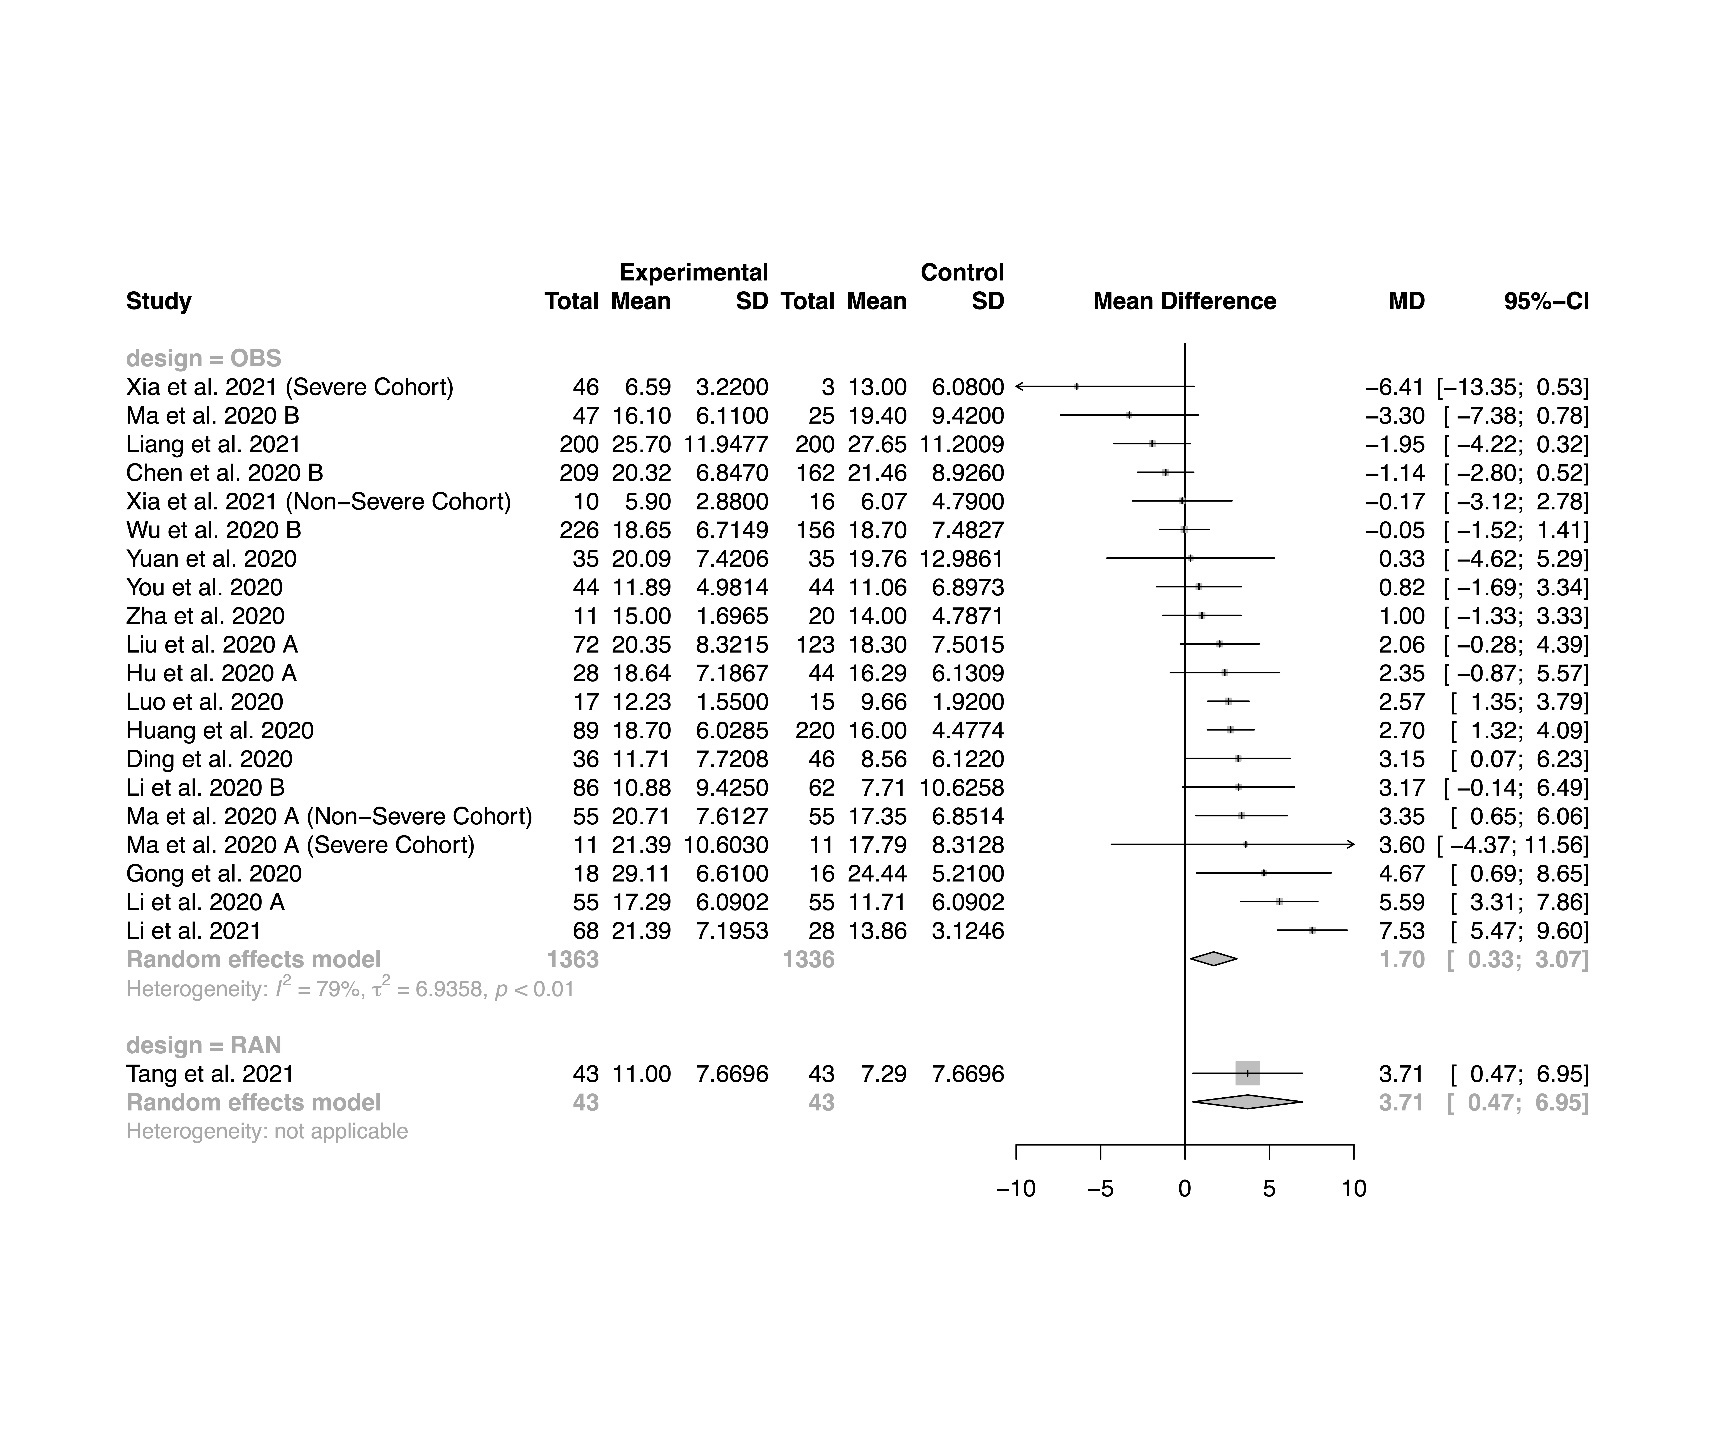 Experimental Control
Study Total Mean SD Total Mean SD Mean Difference MD 95%−CI
design = OBS
Xia et al. 2021 (Severe Cohort) 46 6.59 3.2200 3 13.00 6.0800 −6.41 [−13.35; 0.53]
Ma et al. 2020 B 47 16.10 6.1100 25 19.40 9.4200 −3.30 [ −7.38; 0.78]
Liang et al. 2021 200 25.70 11.9477 200 27.65 11.2009 −1.95 [ −4.22; 0.32]
Chen et al. 2020 B 209 20.32 6.8470 162 21.46 8.9260 −1.14 [ −2.80; 0.52]
Xia et al. 2021 (Non−Severe Cohort) 10 5.90 2.8800 16 6.07 4.7900 −0.17 [ −3.12; 2.78]
Wu et al. 2020 B 226 18.65 6.7149 156 18.70 7.4827 −0.05 [ −1.52; 1.41]
Yuan et al. 2020 35 20.09 7.4206 35 19.76 12.9861 0.33 [ −4.62; 5.29]
You et al. 2020 44 11.89 4.9814 44 11.06 6.8973 0.82 [ −1.69; 3.34]
Zha et al. 2020 11 15.00 1.6965 20 14.00 4.7871 1.00 [ −1.33; 3.33]
Liu et al. 2020 A 72 20.35 8.3215 123 18.30 7.5015 2.06 [ −0.28; 4.39]
Hu et al. 2020 A 28 18.64 7.1867 44 16.29 6.1309 2.35 [ −0.87; 5.57]
Luo et al. 2020 17 12.23 1.5500 15 9.66 1.9200 2.57 [ 1.35; 3.79]
Huang et al. 2020 89 18.70 6.0285 220 16.00 4.4774 2.70 [ 1.32; 4.09]
Ding et al. 2020 36 11.71 7.7208 46 8.56 6.1220 3.15 [ 0.07; 6.23]
Li et al. 2020 B 86 10.88 9.4250 62 7.71 10.6258 3.17 [ −0.14; 6.49]
Ma et al. 2020 A (Non−Severe Cohort) 55 20.71 7.6127 55 17.35 6.8514 3.35 [ 0.65; 6.06]
Ma et al. 2020 A (Severe Cohort) 11 21.39 10.6030 11 17.79 8.3128 3.60 [ −4.37; 11.56]
Gong et al. 2020 18 29.11 6.6100 16 24.44 5.2100 4.67 [ 0.69; 8.65]
Li et al. 2020 A 55 17.29 6.0902 55 11.71 6.0902 5.59 [ 3.31; 7.86]
Li et al. 2021 68 21.39 7.1953 28 13.86 3.1246 7.53 [ 5.47; 9.60]
Random effects model 1363 1336 1.70 [ 0.33; 3.07]
Heterogeneity: I² = 79%, τ² = 6.9358, p < 0.01
design = RAN
Tang et al. 2021 43 11.00 7.6696 43 7.29 7.6696 3.71 [ 0.47; 6.95]
Random effects model 43 43 3.71 [ 0.47; 6.95]
Heterogeneity: not applicable
−10 −5 0 5 10